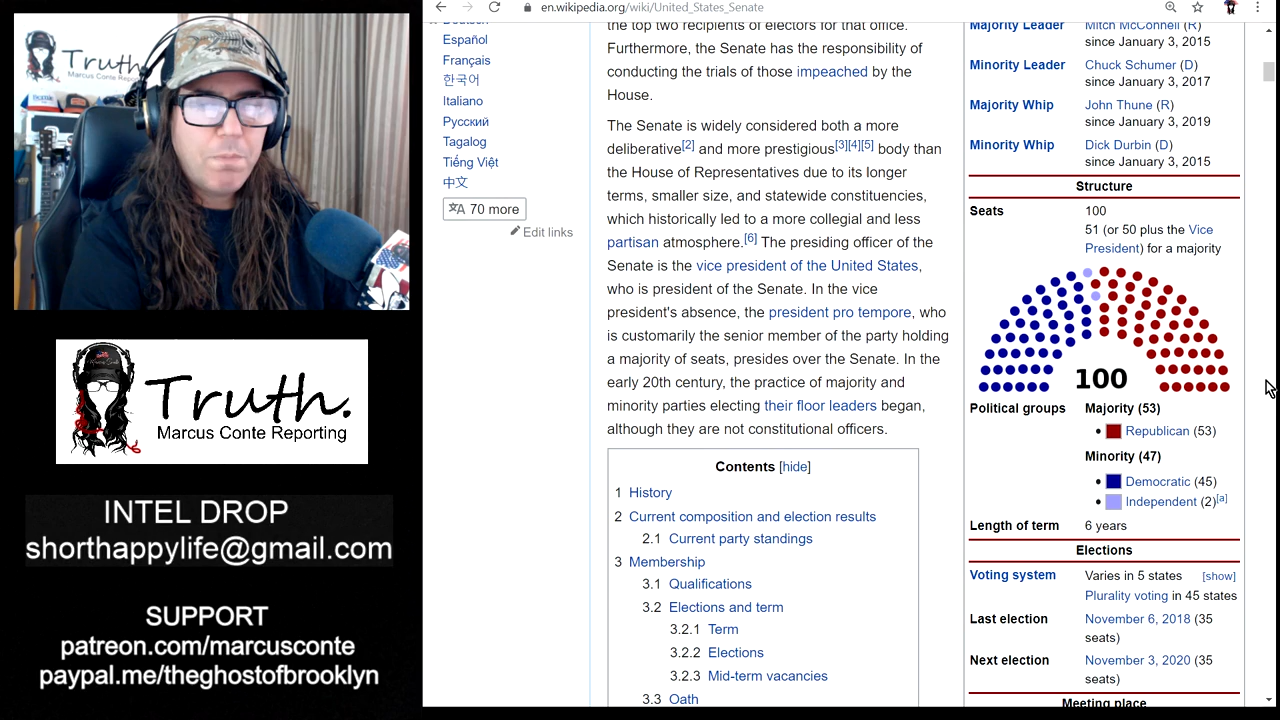 Truth.
Marcus Conte Reporting
Truth.
Marcus Conte Reporting
INTEL DROP
shorthappylife@gmail.com
SUPPORT
patreon.com/marcusconte
paypal.me/theghostofbrooklyn
en.wikipedia.org/wiki/United_States_Senate
Deutsch
Español
Français
한국어
Italiano
Русский
Tagalog
Tiếng Việt
中文
70 more
Edit links
the top two recipients of electors for that office.
Furthermore, the Senate has the responsibility of
conducting the trials of those impeached by the
House.
The Senate is widely considered both a more
deliberative[2] and more prestigious[3][4][5] body than
the House of Representatives due to its longer
terms, smaller size, and statewide constituencies,
which historically led to a more collegial and less
partisan atmosphere.[6] The presiding officer of the
Senate is the vice president of the United States,
who is president of the Senate. In the vice
president's absence, the president pro tempore, who
is customarily the senior member of the party holding
a majority of seats, presides over the Senate. In the
early 20th century, the practice of majority and
minority parties electing their floor leaders began,
although they are not constitutional officers.
Contents [hide]
1 History
2 Current composition and election results
2.1 Current party standings
3 Membership
3.1 Qualifications
3.2 Elections and term
3.2.1 Term
3.2.2 Elections
3.2.3 Mid-term vacancies
3.3 Oath
Majority Leader Mitch McConnell (R)
since January 3, 2015
Minority Leader Chuck Schumer (D)
since January 3, 2017
Majority Whip John Thune (R)
since January 3, 2019
Minority Whip Dick Durbin (D)
since January 3, 2015
Structure
Seats 100
51 (or 50 plus the Vice
President) for a majority
100
Political groups Majority (53)
Republican (53)
Minority (47)
Democratic (45)
Independent (2)[a]
Length of term 6 years
Elections
Voting system Varies in 5 states [show]
Plurality voting in 45 states
Last election November 6, 2018 (35
seats)
Next election November 3, 2020 (35
seats)
Meeting place